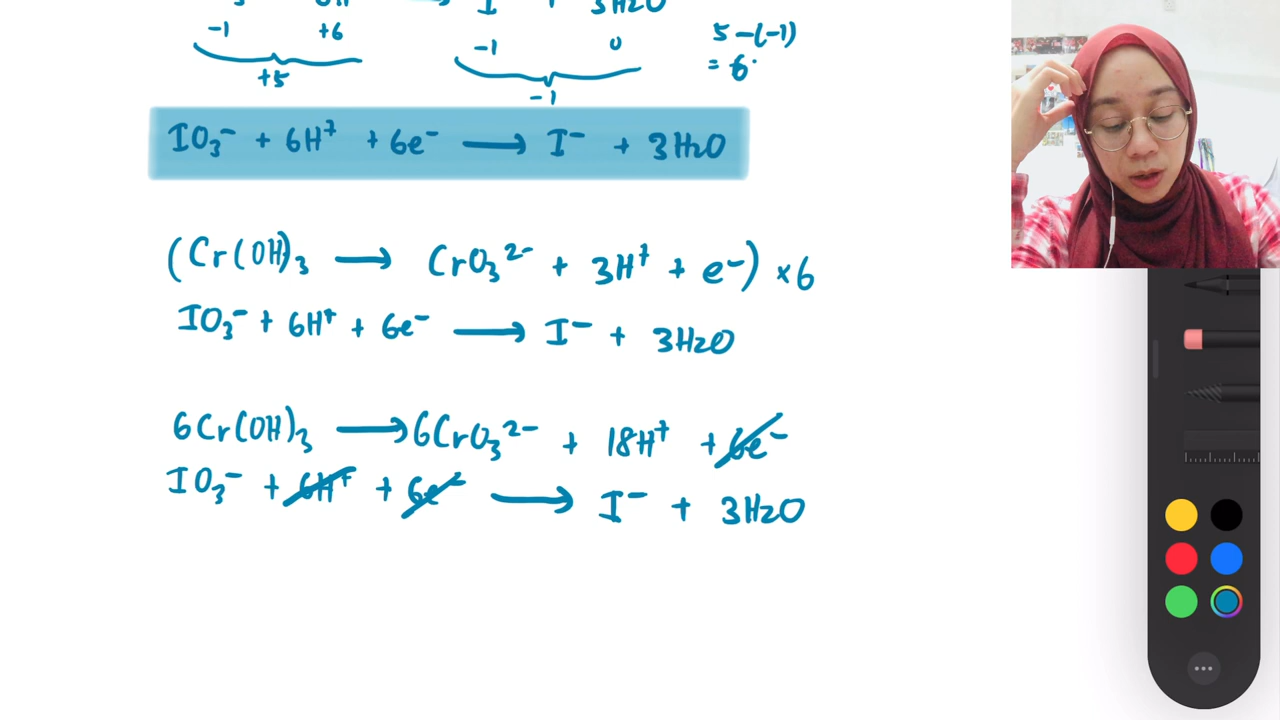 I + 3H2O
-1 +6 -1 0 5-(-1)
+5 = 6
-1
IO3⁻ + 6H⁺ + 6e⁻ → I⁻ + 3H2O
(Cr(OH)3 → CrO3²⁻ + 3H⁺ + e⁻) ×6
IO3⁻ + 6H⁺ + 6e⁻ → I⁻ + 3H2O
6Cr(OH)3 → 6CrO3²⁻ + 18H⁺ + 6e⁻
IO3⁻ + 6H⁺ + 6e⁻ → I⁻ + 3H2O